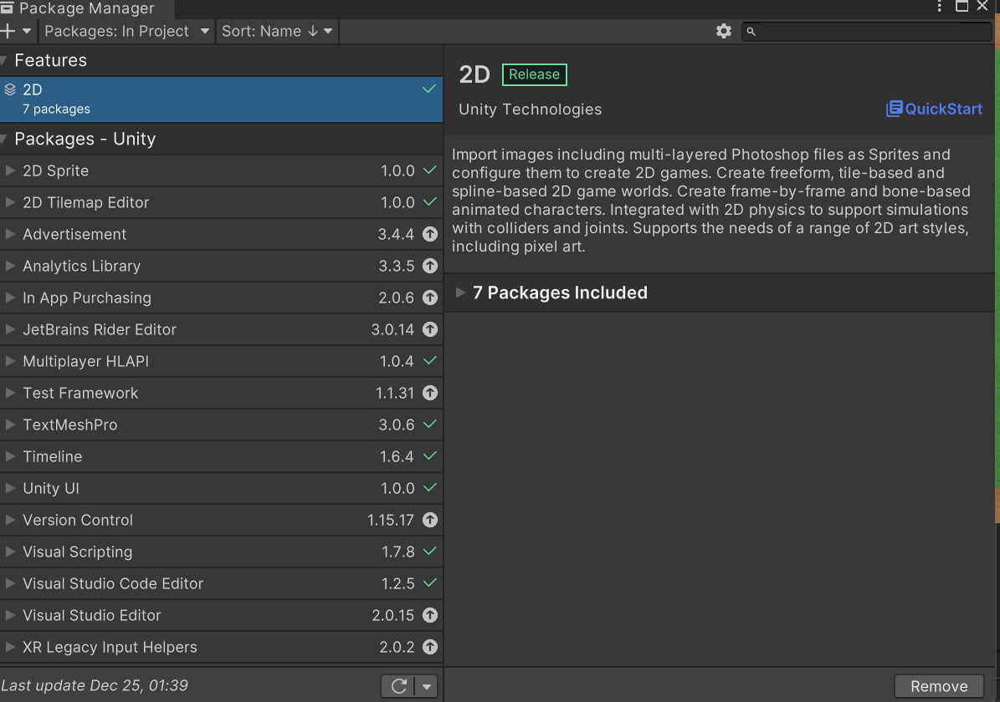 Package Manager
Packages: In Project
Sort: Name ↓
Features
2D
7 packages
Packages - Unity
2D Sprite 1.0.0
2D Tilemap Editor 1.0.0
Advertisement 3.4.4
Analytics Library 3.3.5
In App Purchasing 2.0.6
JetBrains Rider Editor 3.0.14
Multiplayer HLAPI 1.0.4
Test Framework 1.1.31
TextMeshPro 3.0.6
Timeline 1.6.4
Unity UI 1.0.0
Version Control 1.15.17
Visual Scripting 1.7.8
Visual Studio Code Editor 1.2.5
Visual Studio Editor 2.0.15
XR Legacy Input Helpers 2.0.2
Last update Dec 25, 01:39
2D Release
Unity Technologies
QuickStart
Import images including multi-layered Photoshop files as Sprites and
configure them to create 2D games. Create freeform, tile-based and
spline-based 2D game worlds. Create frame-by-frame and bone-based
animated characters. Integrated with 2D physics to support simulations
with colliders and joints. Supports the needs of a range of 2D art styles,
including pixel art.
7 Packages Included
Remove